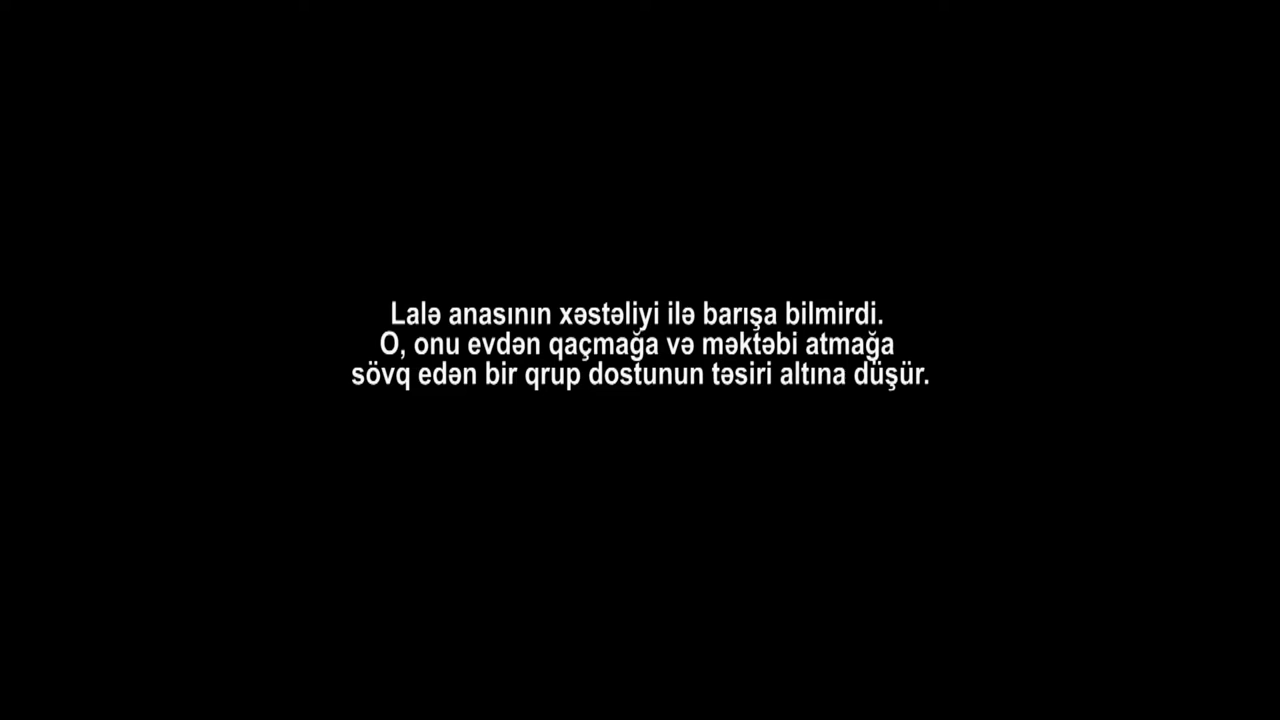 Lalə anasının xəstəliyi ilə barışa bilmirdi.
O, onu evdən qaçmağa və məktəbi atmağa
sövq edən bir qrup dostunun təsiri altına düşür.